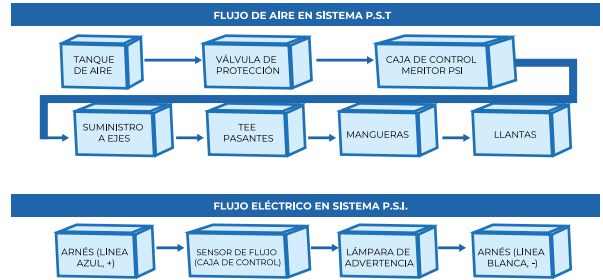 FLUJO DE AIRE EN SISTEMA P.S.T
TANQUE
DE AIRE
VÁLVULA DE
PROTECCIÓN
CAJA DE CONTROL
MERITOR PSI
SUMINISTRO
A EJES
TEE
PASANTES
MANGUERAS
LLANTAS
FLUJO ELÉCTRICO EN SISTEMA P.S.I.
ARNÉS (LÍNEA
AZUL, +)
SENSOR DE FLUJO
(CAJA DE CONTROL)
LÁMPARA DE
ADVERTENCIA
ARNÉS (LÍNEA
BLANCA, -)